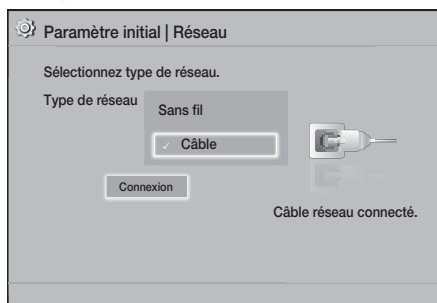 Paramètre initial | Réseau
Sélectionnez type de réseau.
Type de réseau
Sans fil
✓ Câble
Connexion
Câble réseau connecté.